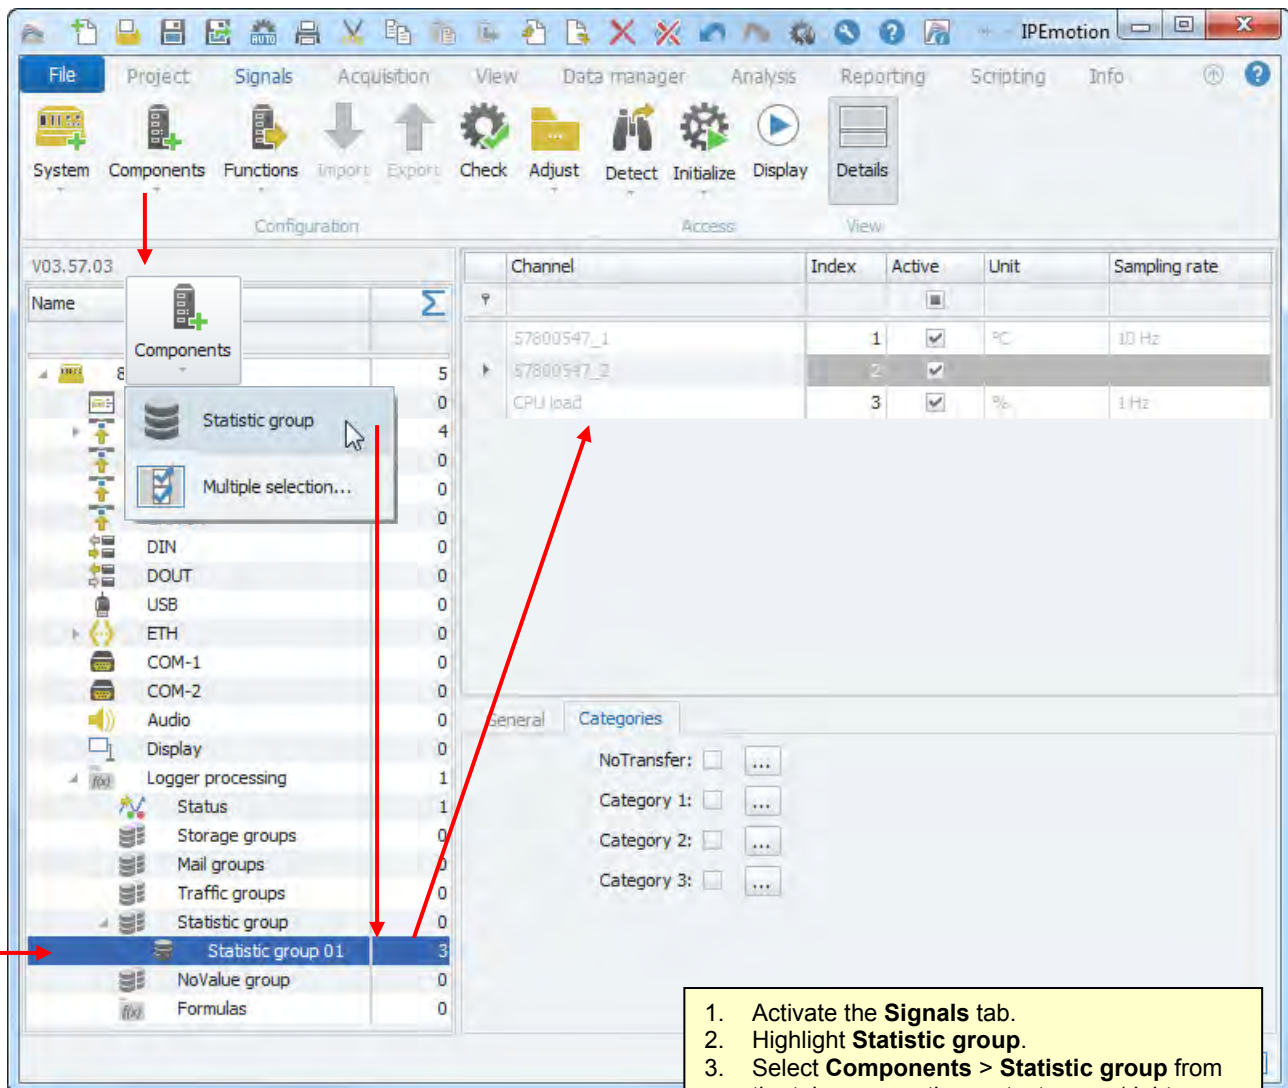 IPEmotion
File Project Signals Acquisition View Data manager Analysis Reporting Scripting Info
AUTO
System Components Functions Import Export Check Adjust Detect Initialize Display Details
Configuration Access View
V03.57.03
Name Σ
Components
Statistic group
Multiple selection...
8 5
0
4
0
0
0
DIN 0
DOUT 0
USB 0
ETH 0
COM-1 0
COM-2 0
Audio 0
Display 0
f(x) Logger processing 1
Status 1
Storage groups 0
Mail groups 0
Traffic groups 0
Statistic group 0
Statistic group 01 3
NoValue group 0
f(x) Formulas 0
Channel Index Active Unit Sampling rate
57800547_1 1 °C 10 Hz
57800547_2 2
CPU load 3 % 1 Hz
General Categories
NoTransfer: ...
Category 1: ...
Category 2: ...
Category 3: ...
1. Activate the Signals tab.
2. Highlight Statistic group.
3. Select Components > Statistic group from